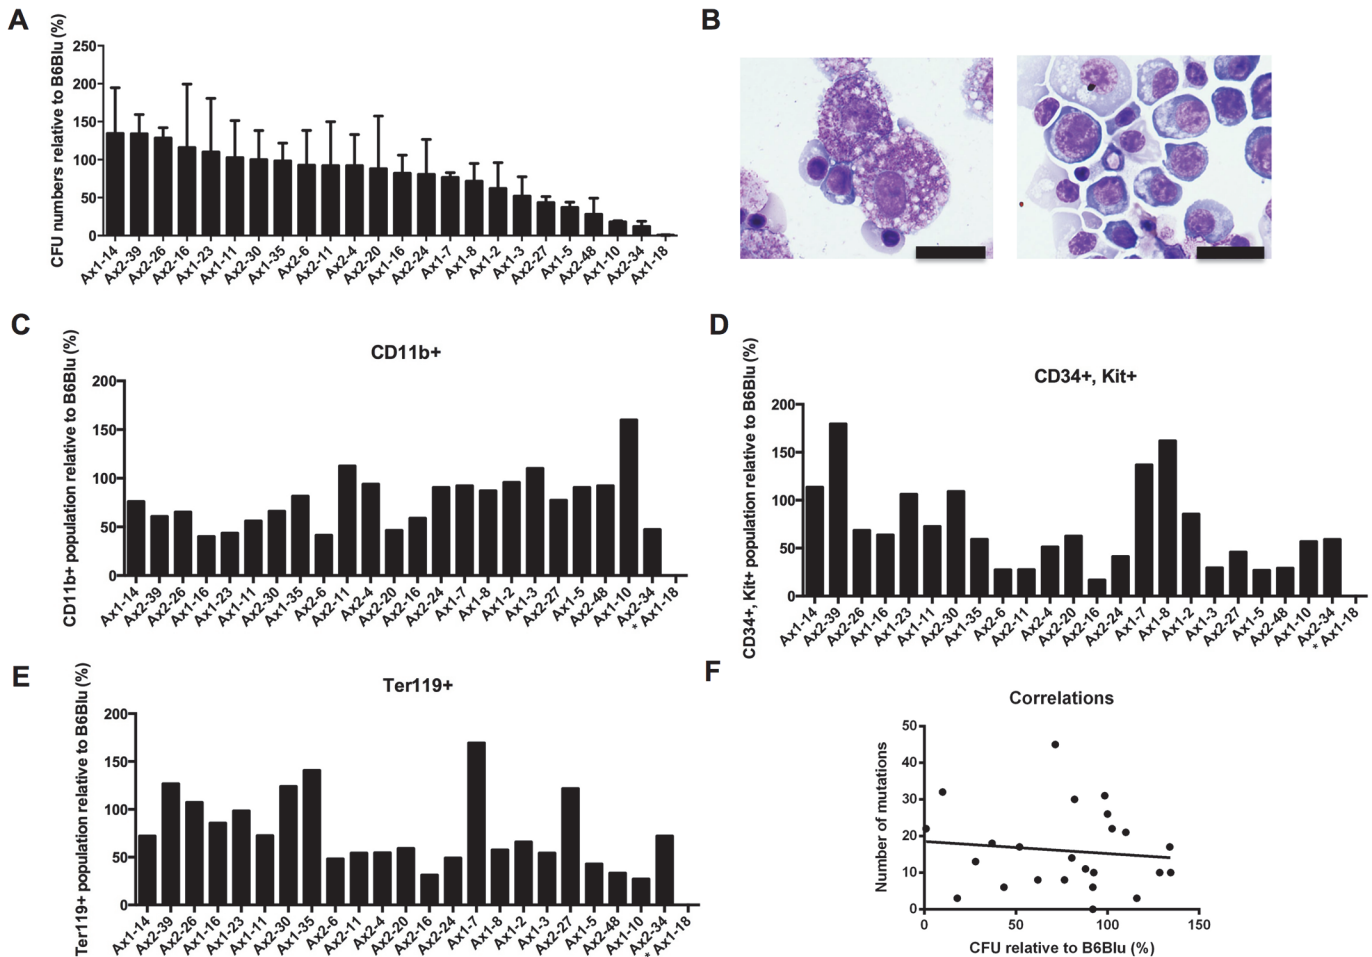 A
CFU numbers relative to B6Blu (%)
250
200
150
100
50
0
Ax1-14
Ax2-39
Ax2-26
Ax2-16
Ax1-23
Ax1-11
Ax2-30
Ax1-35
Ax2-6
Ax2-11
Ax2-4
Ax2-20
Ax1-16
Ax2-24
Ax1-7
Ax1-8
Ax1-2
Ax1-3
Ax2-27
Ax1-5
Ax2-48
Ax1-10
Ax2-34
Ax1-18
B
C
CD11b+
CD11b+ population relative to B6Blu (%)
200
150
100
50
0
Ax1-14
Ax2-39
Ax2-26
Ax1-16
Ax1-23
Ax1-11
Ax2-30
Ax1-35
Ax2-6
Ax2-11
Ax2-4
Ax2-20
Ax2-16
Ax2-24
Ax1-7
Ax1-8
Ax1-2
Ax1-3
Ax2-27
Ax1-5
Ax2-48
Ax1-10
Ax2-34
* Ax1-18
D
CD34+, Kit+
CD34+, Kit+ population relative to B6Blu (%)
200
150
100
50
0
Ax1-14
Ax2-39
Ax2-26
Ax1-16
Ax1-23
Ax1-11
Ax2-30
Ax1-35
Ax2-6
Ax2-11
Ax2-4
Ax2-20
Ax2-16
Ax2-24
Ax1-7
Ax1-8
Ax1-2
Ax1-3
Ax2-27
Ax1-5
Ax2-48
Ax1-10
Ax2-34
* Ax1-18
E
Ter119+
Ter119+ population relative to B6Blu (%)
200
150
100
50
0
Ax1-14
Ax2-39
Ax2-26
Ax1-16
Ax1-23
Ax1-11
Ax2-30
Ax1-35
Ax2-6
Ax2-11
Ax2-4
Ax2-20
Ax2-16
Ax2-24
Ax1-7
Ax1-8
Ax1-2
Ax1-3
Ax2-27
Ax1-5
Ax2-48
Ax1-10
Ax2-34
* Ax1-18
F
Correlations
Number of mutations
50
40
30
20
10
0
0
50
100
150
CFU relative to B6Blu (%)